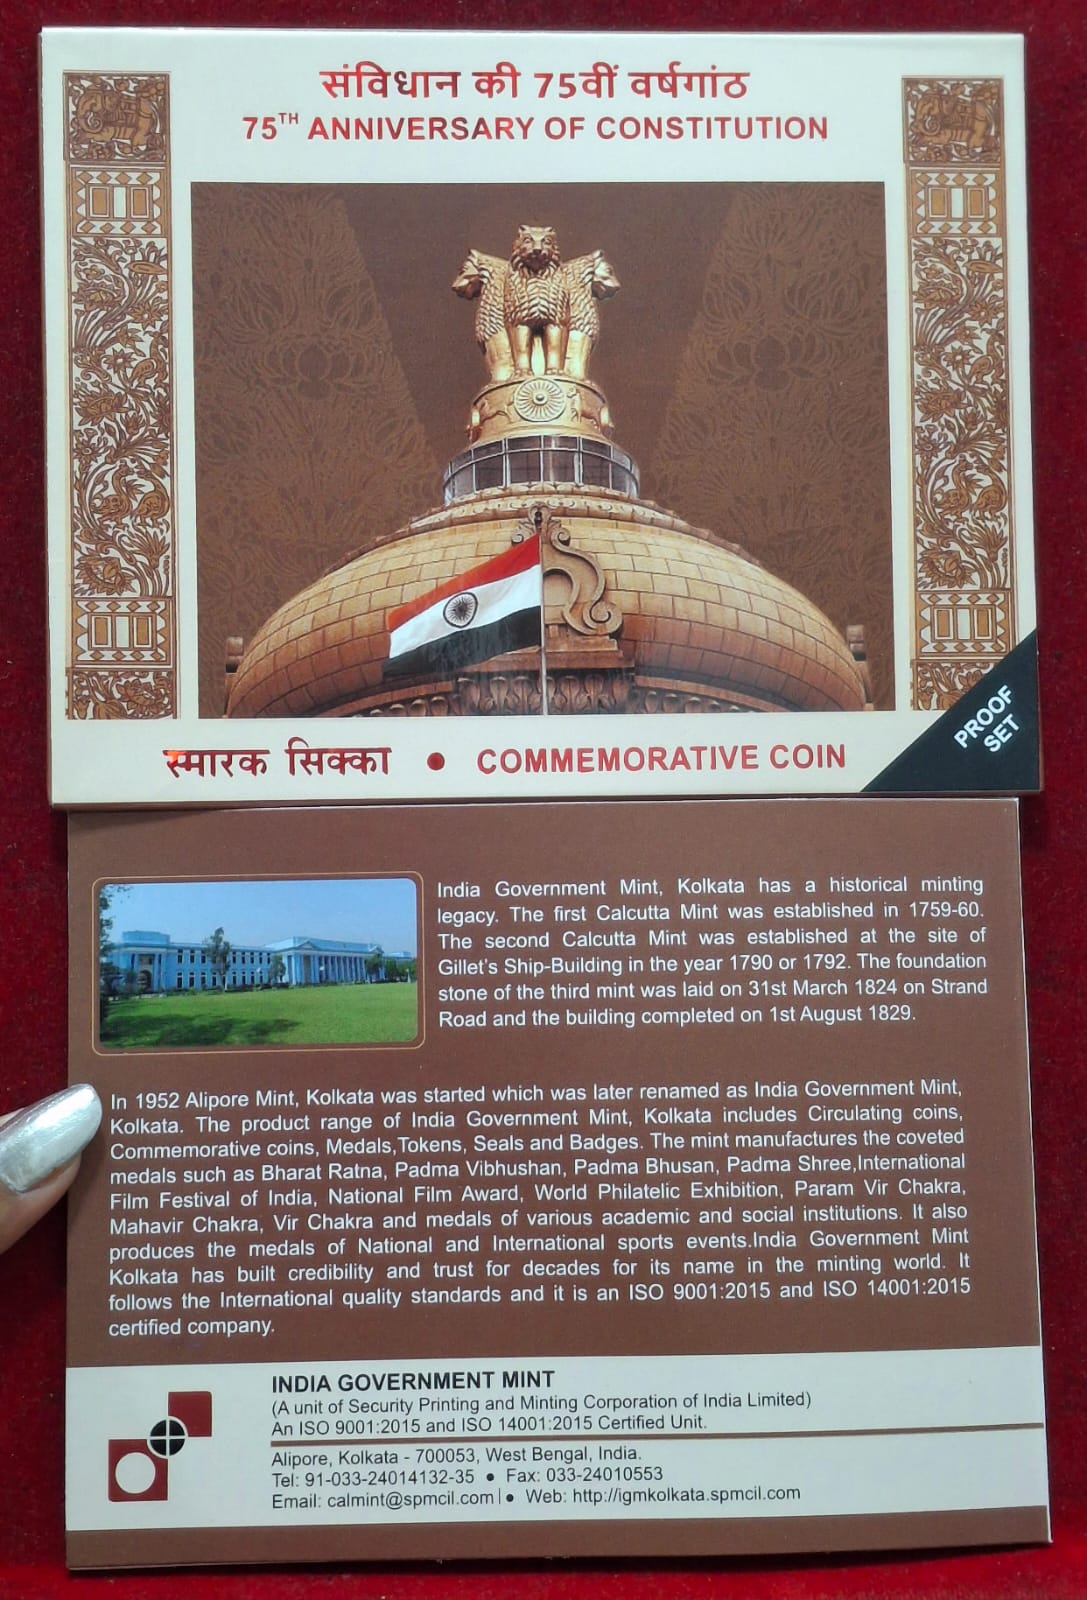 संविधान की 75वीं वर्षगांठ
75TH ANNIVERSARY OF CONSTITUTION
स्मारक सिक्का • COMMEMORATIVE COIN
PROOF
SET
India Government Mint, Kolkata has a historical minting
legacy. The first Calcutta Mint was established in 1759-60.
The second Calcutta Mint was established at the site of
Gillet's Ship-Building in the year 1790 or 1792. The foundation
stone of the third mint was laid on 31st March 1824 on Strand
Road and the building completed on 1st August 1829.
In 1952 Alipore Mint, Kolkata was started which was later renamed as India Government Mint,
Kolkata. The product range of India Government Mint, Kolkata includes Circulating coins,
Commemorative coins, Medals,Tokens, Seals and Badges. The mint manufactures the coveted
medals such as Bharat Ratna, Padma Vibhushan, Padma Bhusan, Padma Shree,International
Film Festival of India, National Film Award, World Philatelic Exhibition, Param Vir Chakra,
Mahavir Chakra, Vir Chakra and medals of various academic and social institutions. It also
produces the medals of National and International sports events.India Government Mint
Kolkata has built credibility and trust for decades for its name in the minting world. It
follows the International quality standards and it is an ISO 9001:2015 and ISO 14001:2015
certified company.
INDIA GOVERNMENT MINT
(A unit of Security Printing and Minting Corporation of India Limited)
An ISO 9001:2015 and ISO 14001:2015 Certified Unit.
Alipore, Kolkata - 700053, West Bengal, India.
Tel: 91-033-24014132-35 • Fax: 033-24010553
Email: calmint@spmcil.com | • Web: http://igmkolkata.spmcil.com